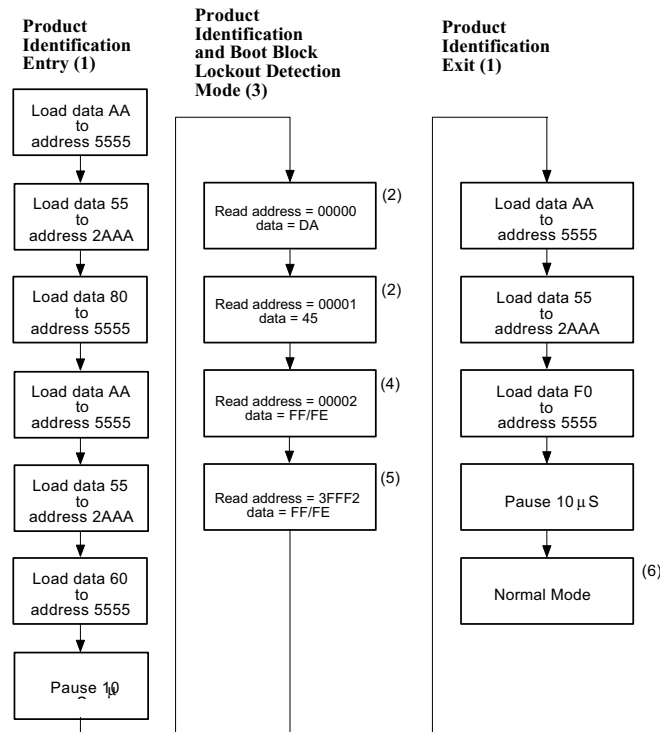 Product
Identification
Entry (1)
Load data AA
to
address 5555
Load data 55
to
address 2AAA
Load data 80
to
address 5555
Load data AA
to
address 5555
Load data 55
to
address 2AAA
Load data 60
to
address 5555
Pause 10
μ
Product
Identification
and Boot Block
Lockout Detection
Mode (3)
Read address = 00000
data = DA
(2)
Read address = 00001
data = 45
(2)
Read address = 00002
data = FF/FE
(4)
Read address = 3FFF2
data = FF/FE
(5)
Product
Identification
Exit (1)
Load data AA
to
address 5555
Load data 55
to
address 2AAA
Load data F0
to
address 5555
Pause 10 μ S
Normal Mode
(6)